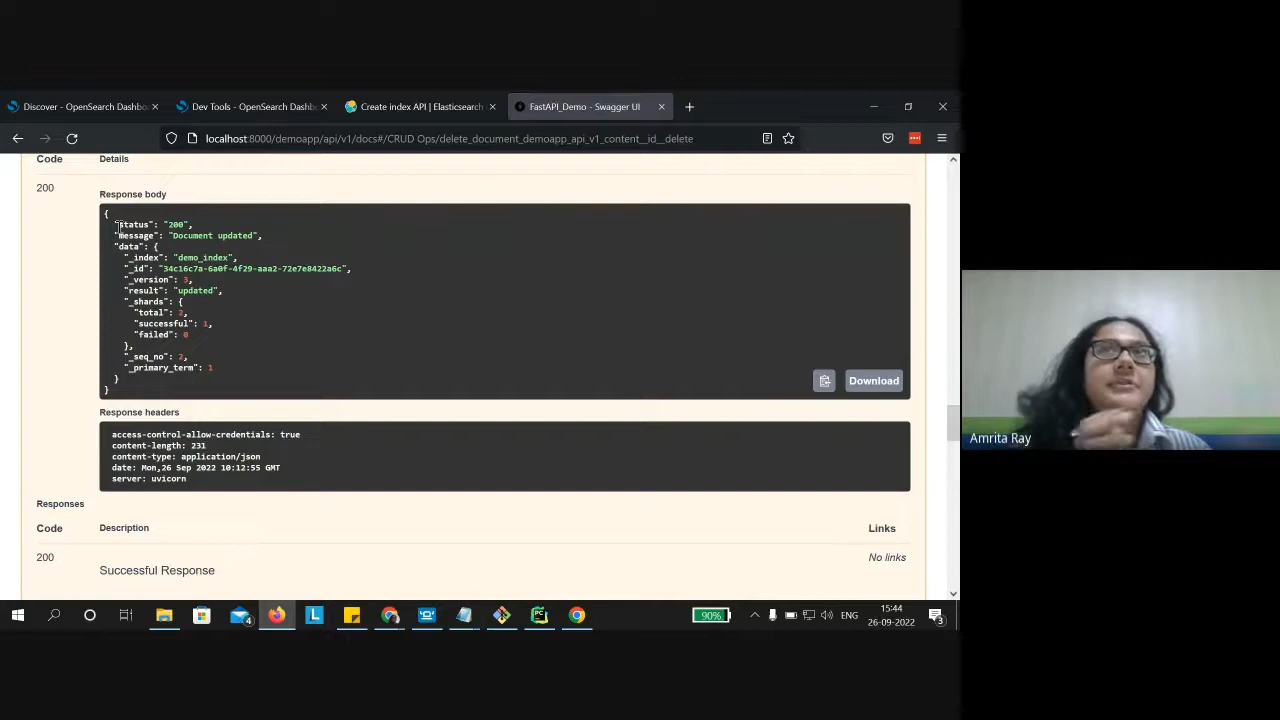 Discover - OpenSearch Dashbo
Dev Tools - OpenSearch Dashb
Create index API | Elasticsearch
FastAPI_Demo - Swagger UI
localhost:8000/demoapp/api/v1/docs#/CRUD Ops/delete_document_demoapp_api_v1_content__id__delete
Code
Details
200
Response body
{
"status": "200",
"message": "Document updated",
"data": {
"_index": "demo_index",
"_id": "34c16c7a-6a0f-4f29-aaa2-72e7e8422a6c",
"_version": 3,
"result": "updated",
"_shards": {
"total": 2,
"successful": 1,
"failed": 0
},
"_seq_no": 2,
"_primary_term": 1
}
}
Download
Response headers
access-control-allow-credentials: true
content-length: 231
content-type: application/json
date: Mon,26 Sep 2022 10:12:55 GMT
server: uvicorn
Responses
Code
Description
Links
200
Successful Response
No links
Amrita Ray
4
L
PC
90%
ENG
15:44
26-09-2022
3